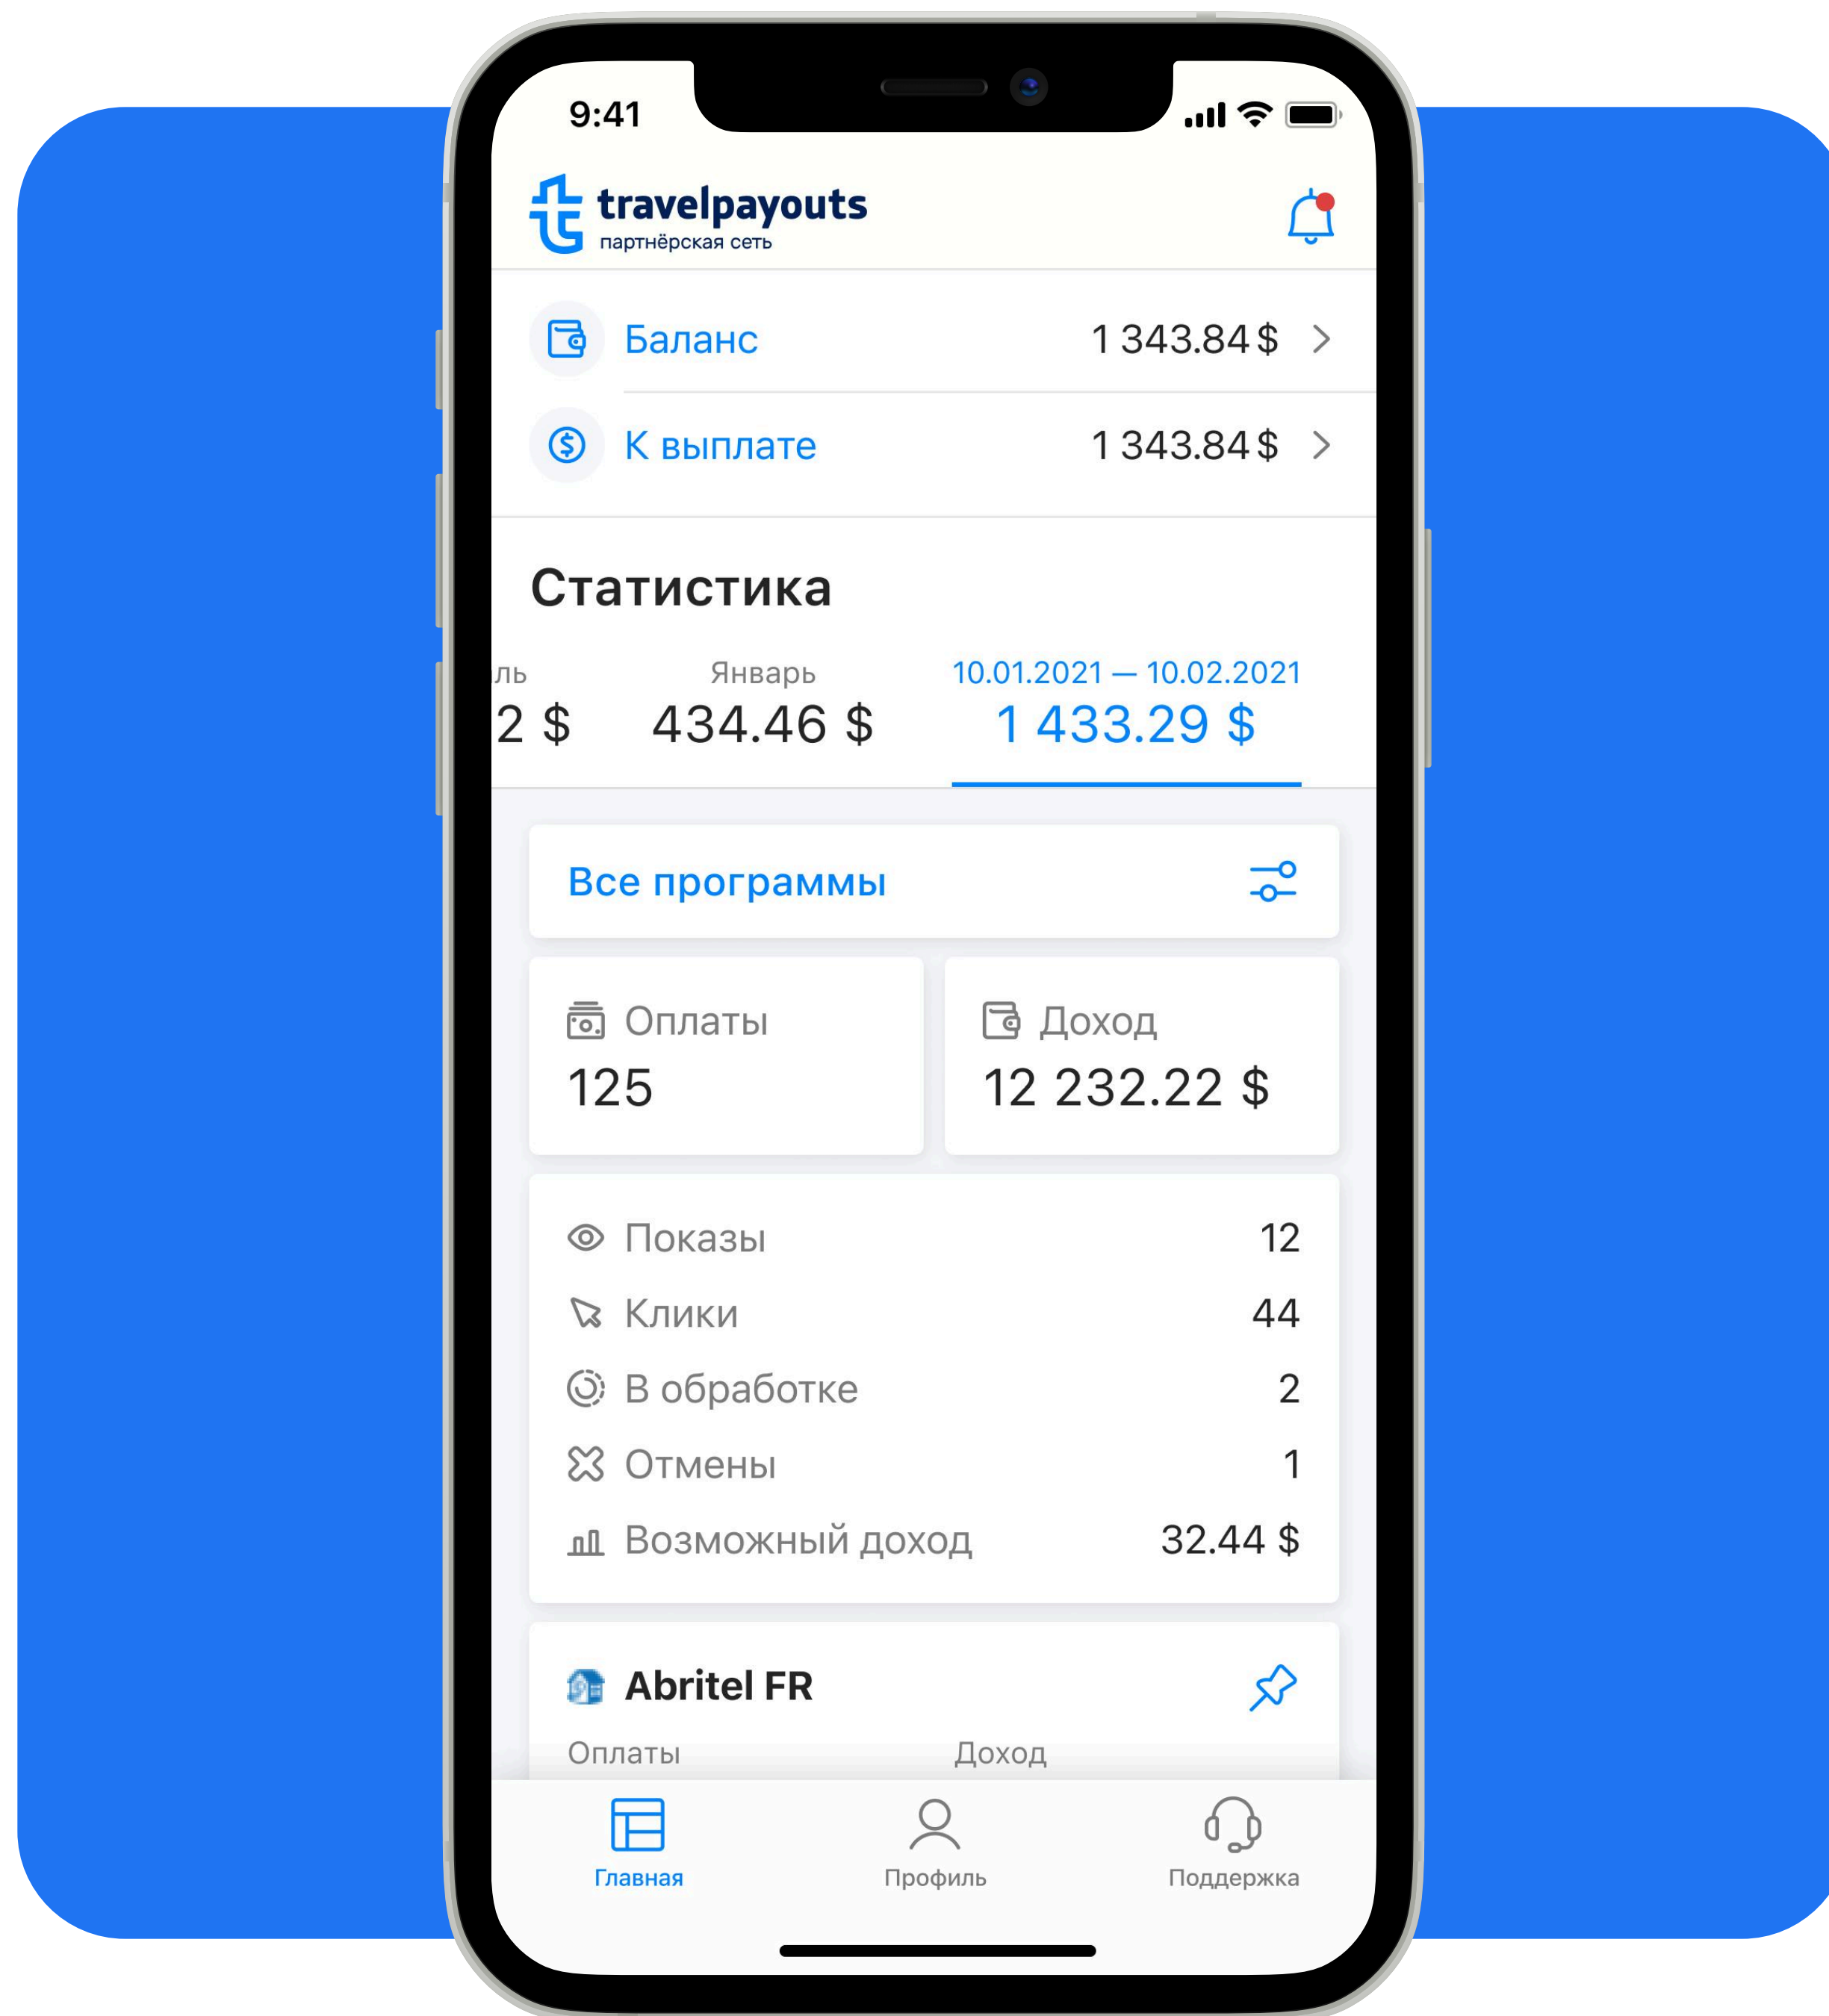 9:41
travelpayouts
партнёрская сеть
Баланс 1 343.84 $
К выплате 1 343.84 $
Статистика
ль Январь 10.01.2021 — 10.02.2021
2 $ 434.46 $ 1 433.29 $
Все программы
Оплаты Доход
125 12 232.22 $
Показы 12
Клики 44
В обработке 2
Отмены 1
Возможный доход 32.44 $
Abritel FR
Оплаты Доход
Главная Профиль Поддержка